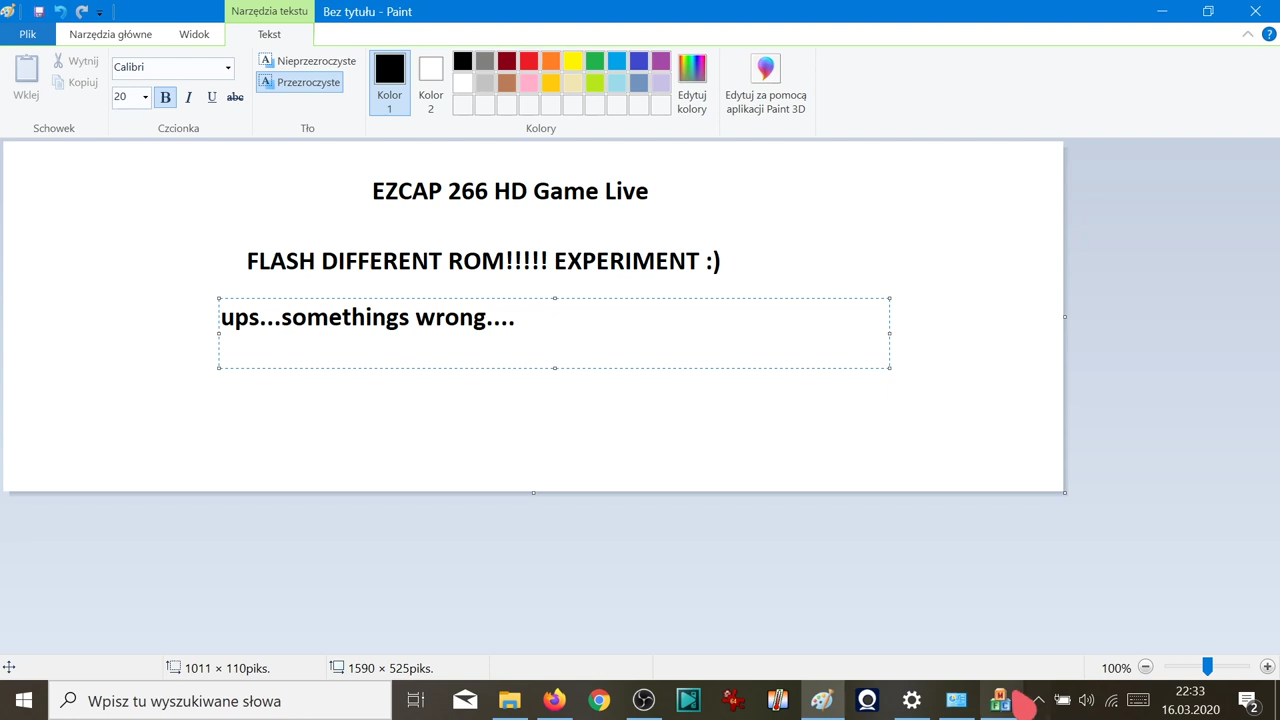 Narzędzia tekstu
Bez tytułu - Paint
Plik
Narzędzia główne
Widok
Tekst
Wklej
Wytnij
Kopiuj
Schowek
Calibri
20
B I U abc
Czcionka
Nieprzezroczyste
Przezroczyste
Tło
Kolor
1
Kolor
2
Kolory
Edytuj
kolory
Edytuj za pomocą
aplikacji Paint 3D
EZCAP 266 HD Game Live
FLASH DIFFERENT ROM!!!!! EXPERIMENT :)
ups...somethings wrong....
1011 × 110piks.
1590 × 525piks.
100%
Wpisz tu wyszukiwane słowa
64
22:33
16.03.2020
2